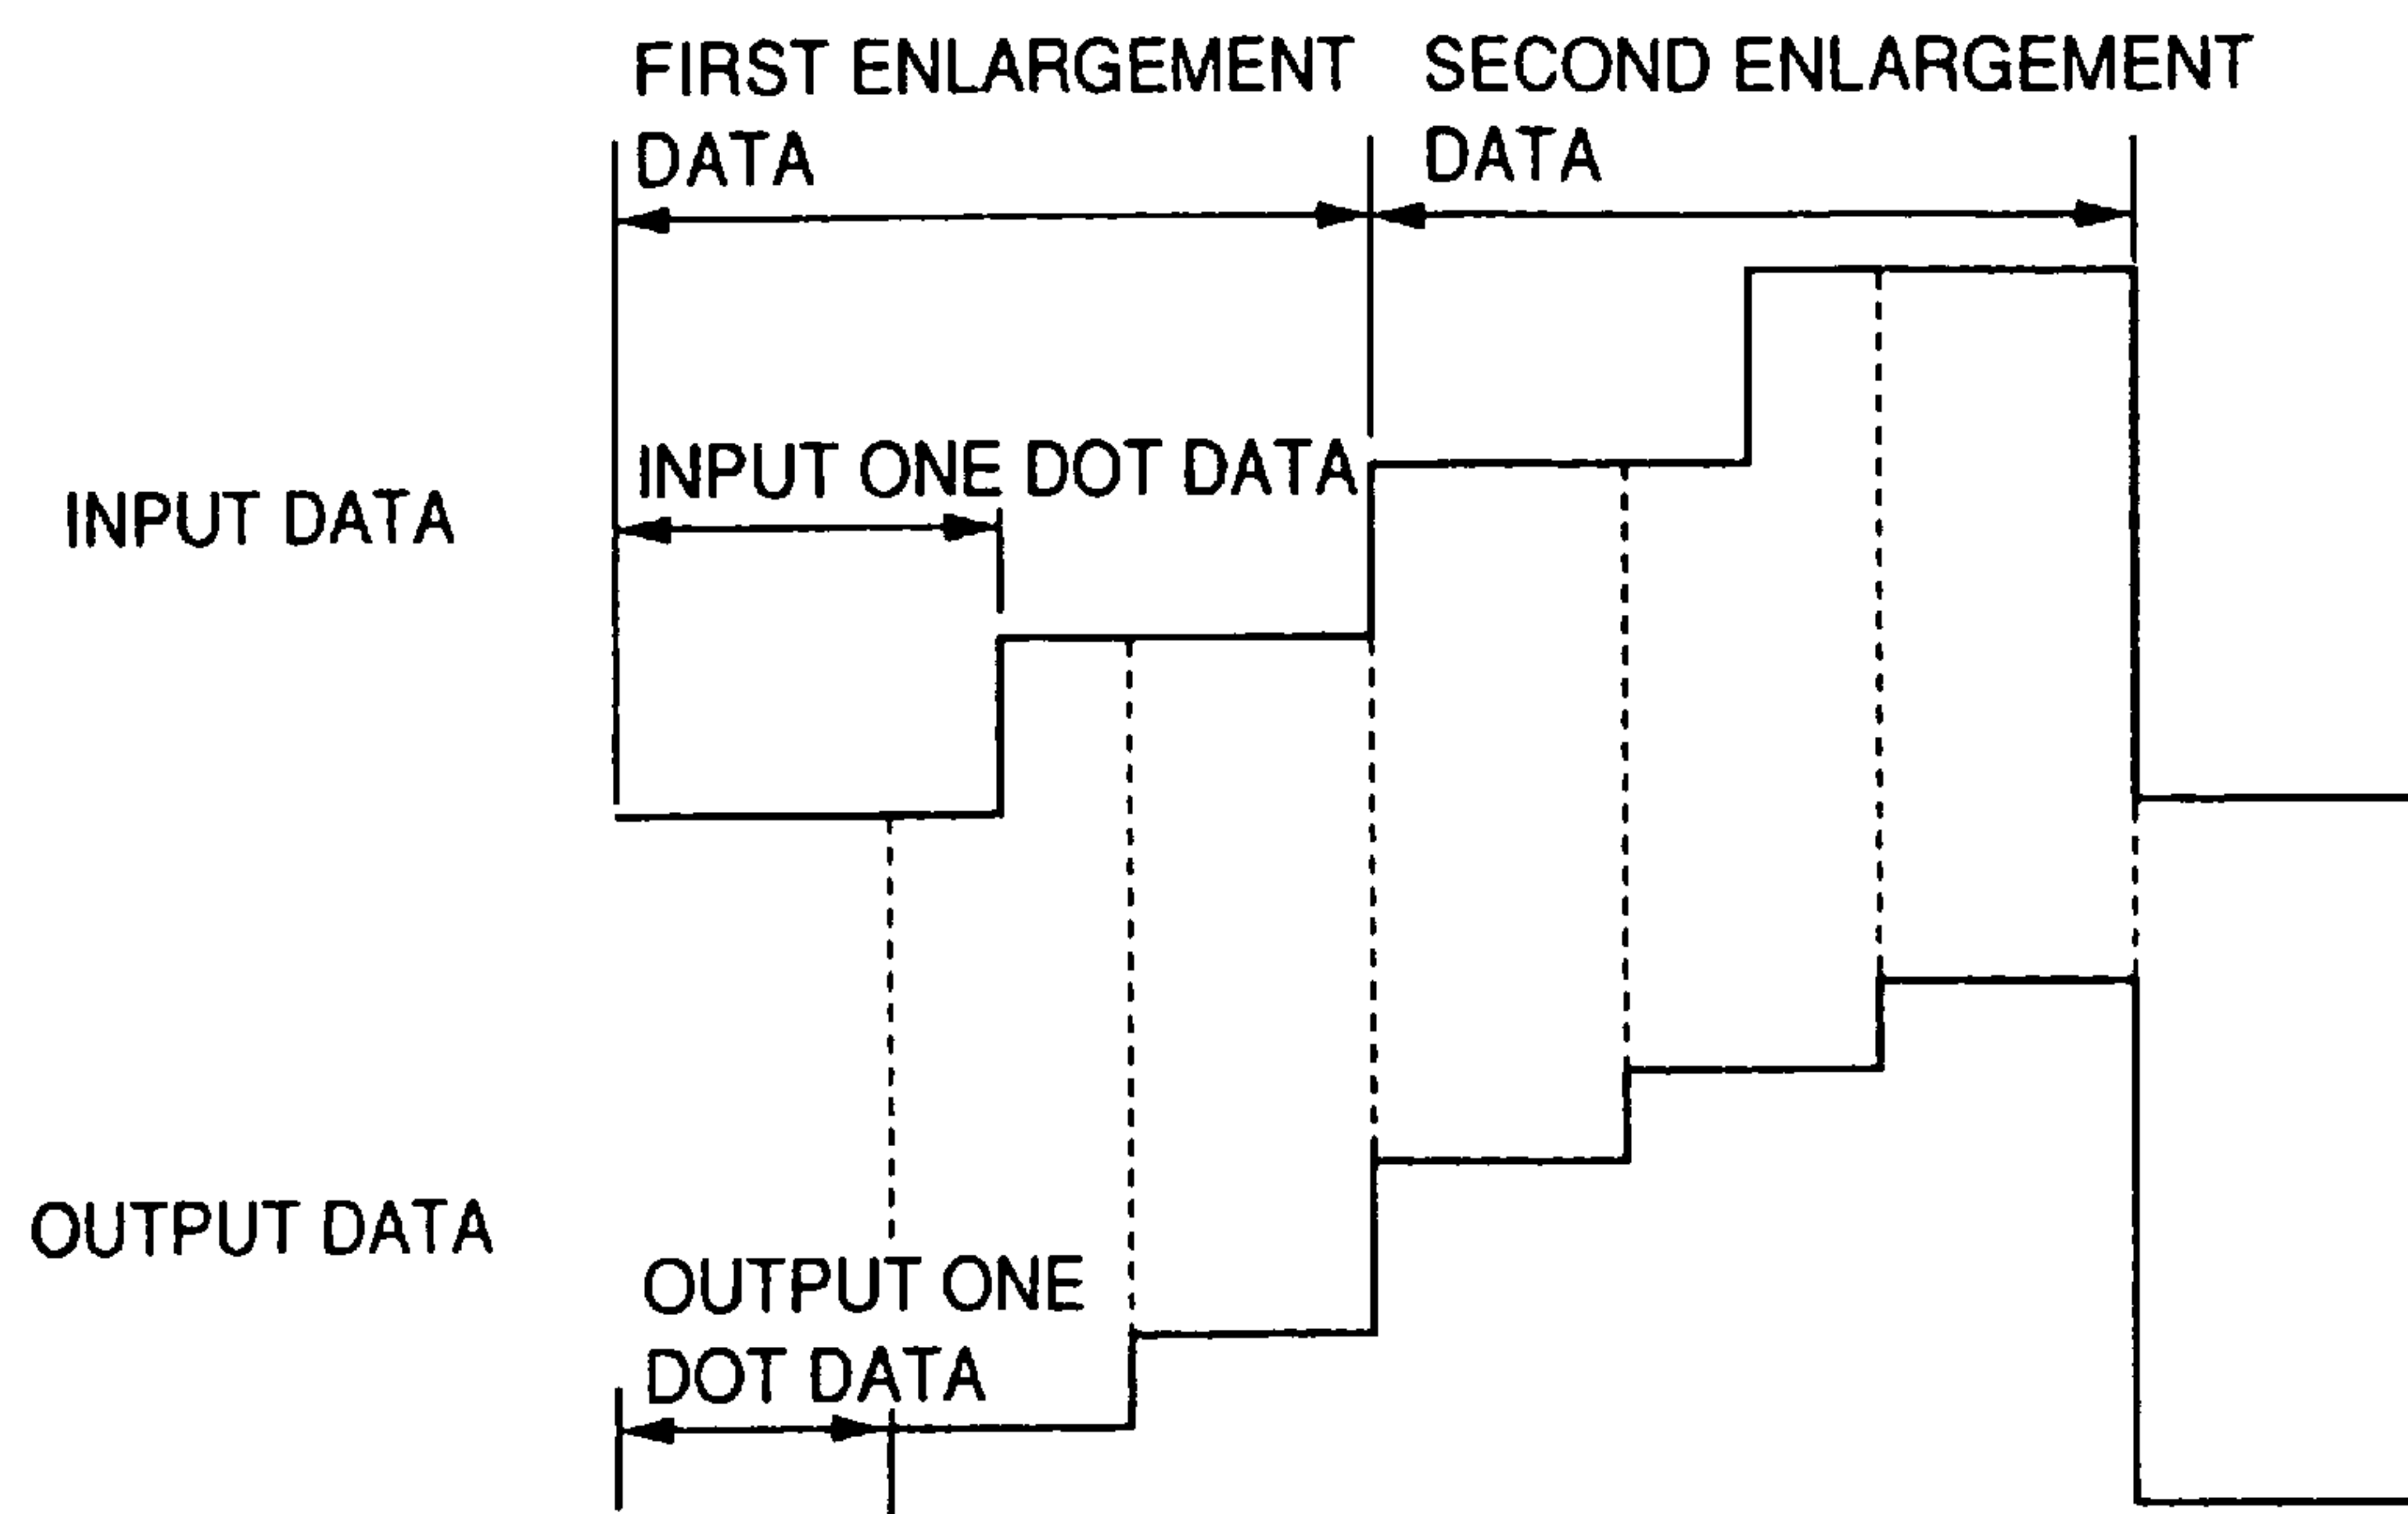 FIRST ENLARGEMENT
DATA
SECOND ENLARGEMENT
DATA
INPUT ONE DOT DATA
INPUT DATA
OUTPUT DATA
OUTPUT ONE
DOT DATA